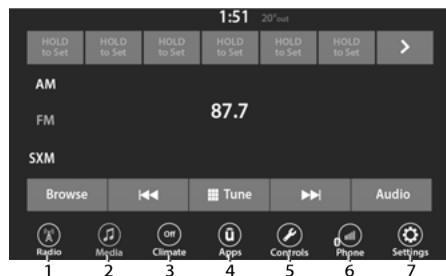 1:51 20°out
HOLD to Set HOLD to Set HOLD to Set HOLD to Set HOLD to Set HOLD to Set
AM
FM
87.7
SXM
Browse Tune Audio
Off ū
Radio Media Climate Apps Controls Phone Settings
1 2 3 4 5 6 7